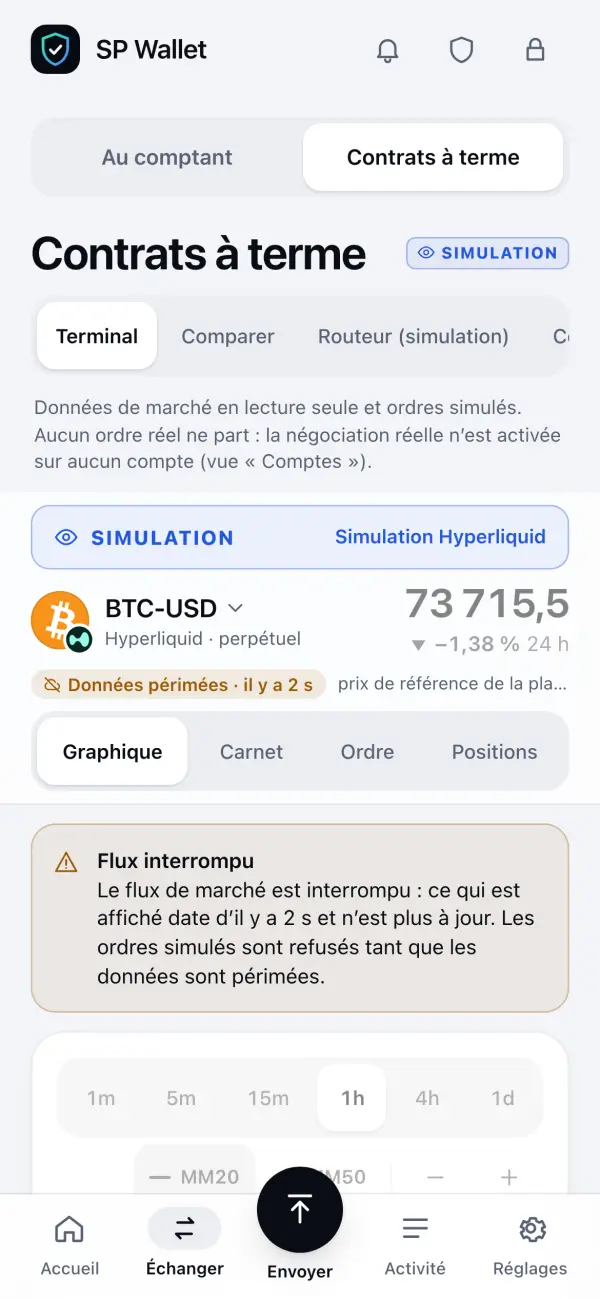 SP Wallet
Au comptant
Contrats à terme
Contrats à terme
SIMULATION
Terminal
Comparer
Routeur (simulation)
Données de marché en lecture seule et ordres simulés.
Aucun ordre réel ne part : la négociation réelle n’est activée
sur aucun compte (vue « Comptes »).
SIMULATION
Simulation Hyperliquid
BTC-USD
73 715,5
Hyperliquid · perpétuel
▼ −1,38 % 24 h
Données périmées · il y a 2 s
prix de référence de la pla…
Graphique
Carnet
Ordre
Positions
Flux interrompu
Le flux de marché est interrompu : ce qui est
affiché date d’il y a 2 s et n’est plus à jour. Les
ordres simulés sont refusés tant que les
données sont périmées.
1m
5m
15m
1h
4h
1d
MM20
Accueil
Échanger
Envoyer
Activité
Réglages